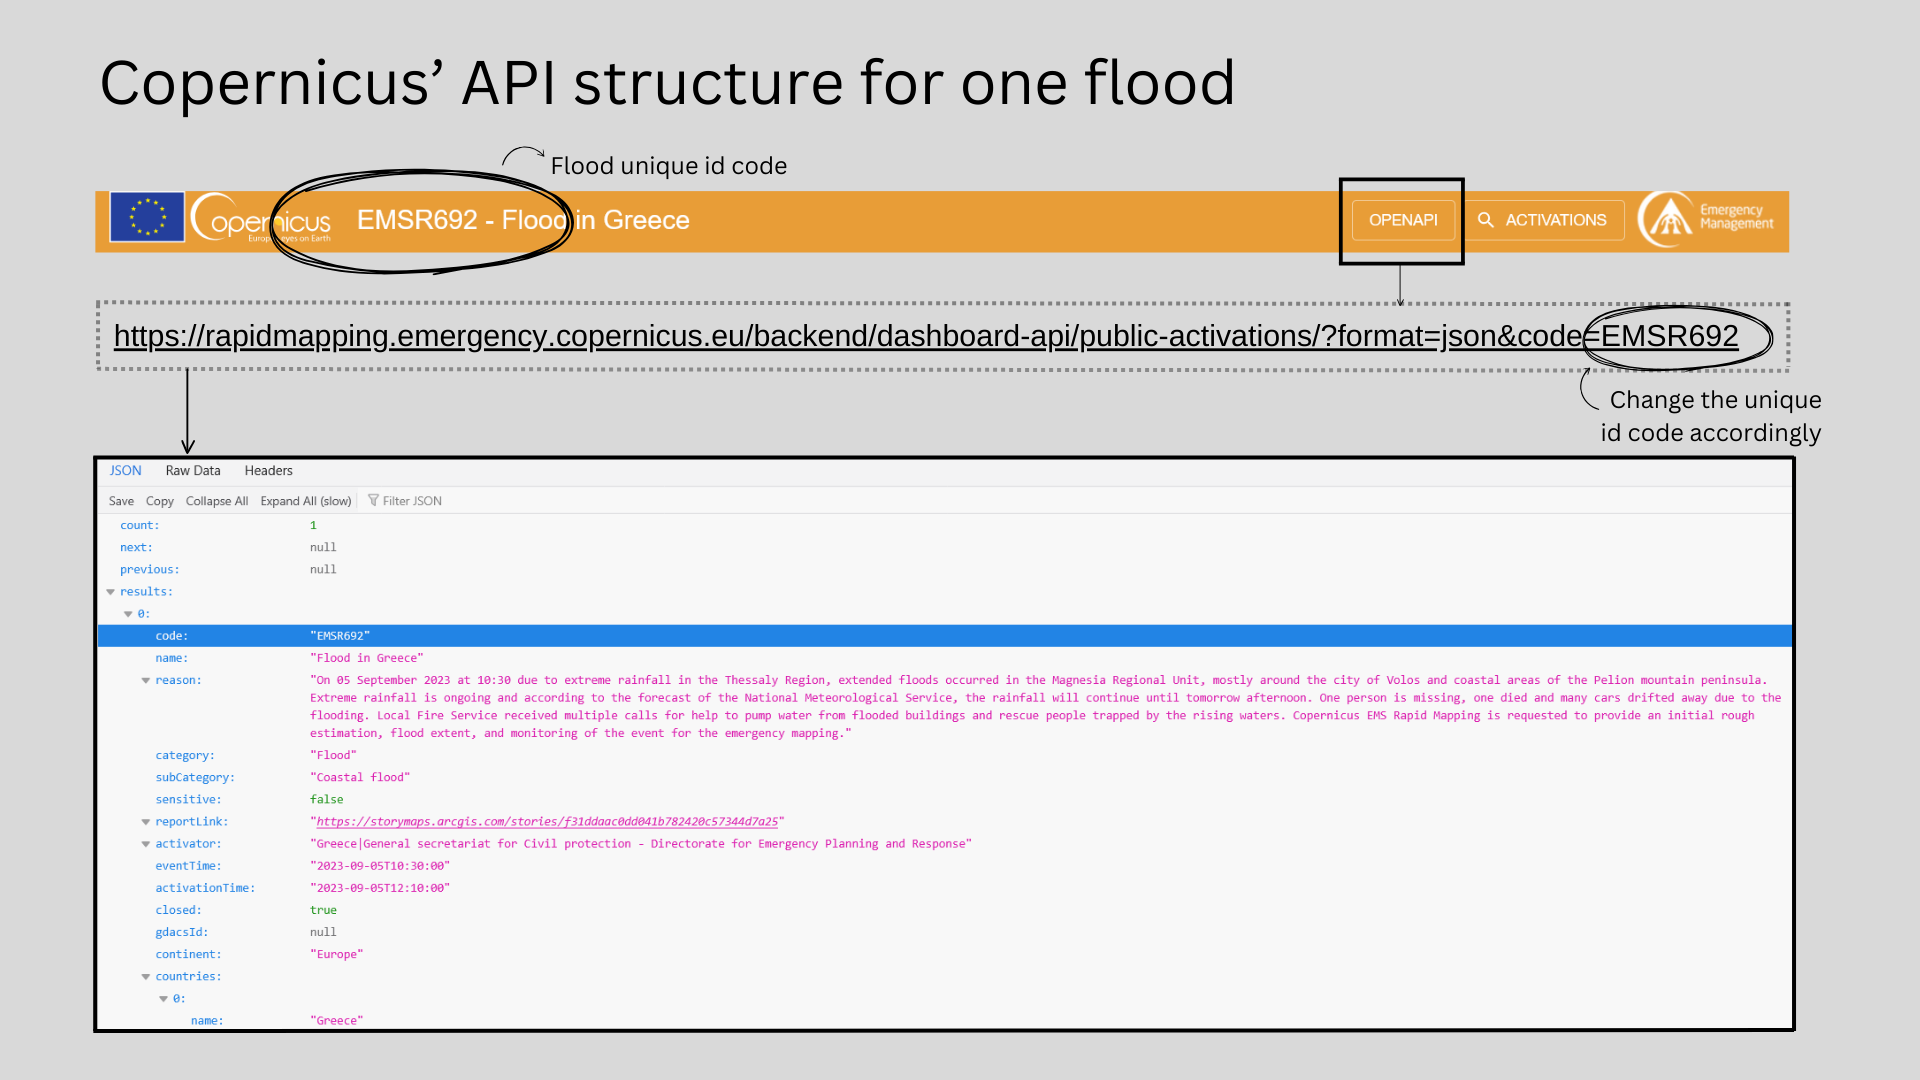 Copernicus’ API structure for one flood
Flood unique id code
opernicus
Europe's eyes on Earth
EMSR692 - Flood in Greece
OPENAPI
ACTIVATIONS
Emergency
Management
https://rapidmapping.emergency.copernicus.eu/backend/dashboard-api/public-activations/?format=json&code=EMSR692
Change the unique
id code accordingly
JSON Raw Data Headers
Save Copy Collapse All Expand All (slow) Filter JSON
count: 1
next: null
previous: null
results:
0:
code: "EMSR692"
name: "Flood in Greece"
reason: "On 05 September 2023 at 10:30 due to extreme rainfall in the Thessaly Region, extended floods occurred in the Magnesia Regional Unit, mostly around the city of Volos and coastal areas of the Pelion mountain peninsula.
Extreme rainfall is ongoing and according to the forecast of the National Meteorological Service, the rainfall will continue until tomorrow afternoon. One person is missing, one died and many cars drifted away due to the
flooding. Local Fire Service received multiple calls for help to pump water from flooded buildings and rescue people trapped by the rising waters. Copernicus EMS Rapid Mapping is requested to provide an initial rough
estimation, flood extent, and monitoring of the event for the emergency mapping."
category: "Flood"
subCategory: "Coastal flood"
sensitive: false
reportLink: "https://storymaps.arcgis.com/stories/f31ddaac0dd041b782420c57344d7a25"
activator: "Greece|General secretariat for Civil protection - Directorate for Emergency Planning and Response"
eventTime: "2023-09-05T10:30:00"
activationTime: "2023-09-05T12:10:00"
closed: true
gdacsId: null
continent: "Europe"
countries:
0:
name: "Greece"